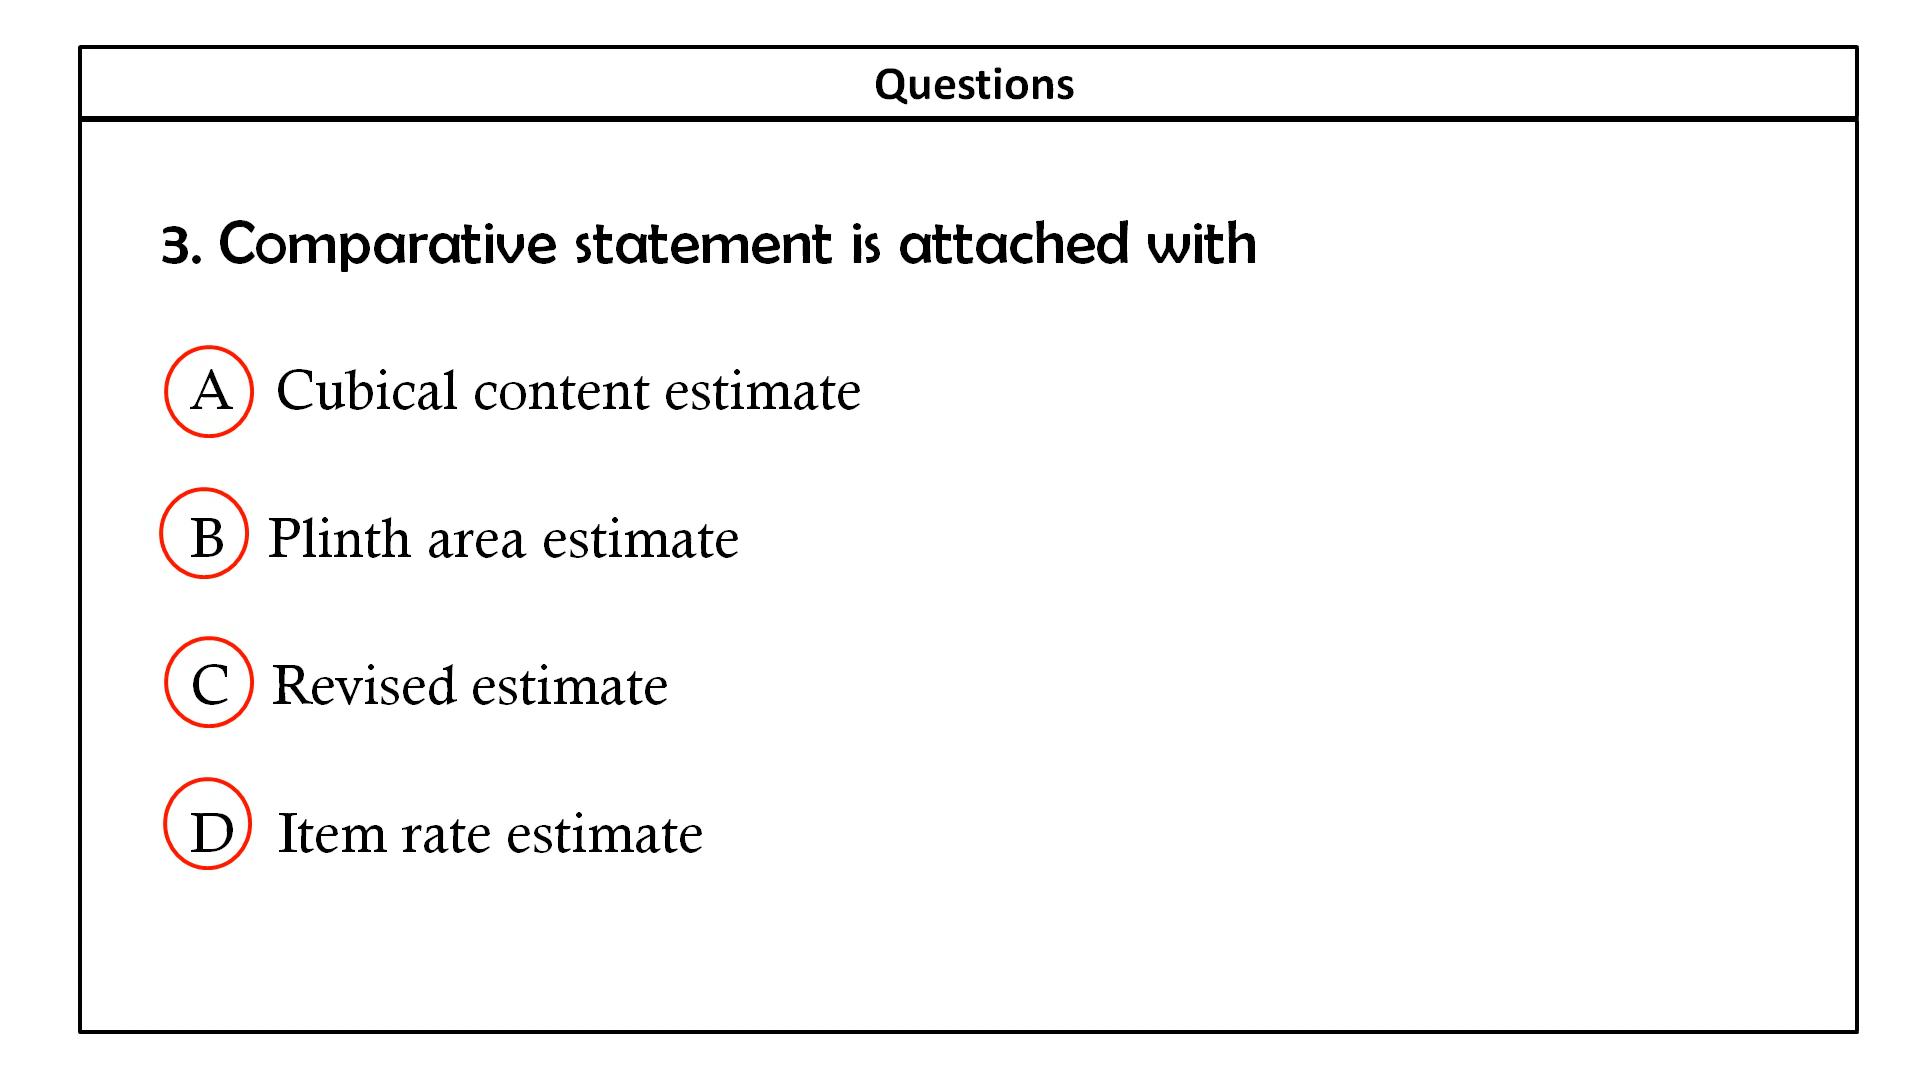 Questions
3. Comparative statement is attached with
A Cubical content estimate
B Plinth area estimate
C Revised estimate
D Item rate estimate